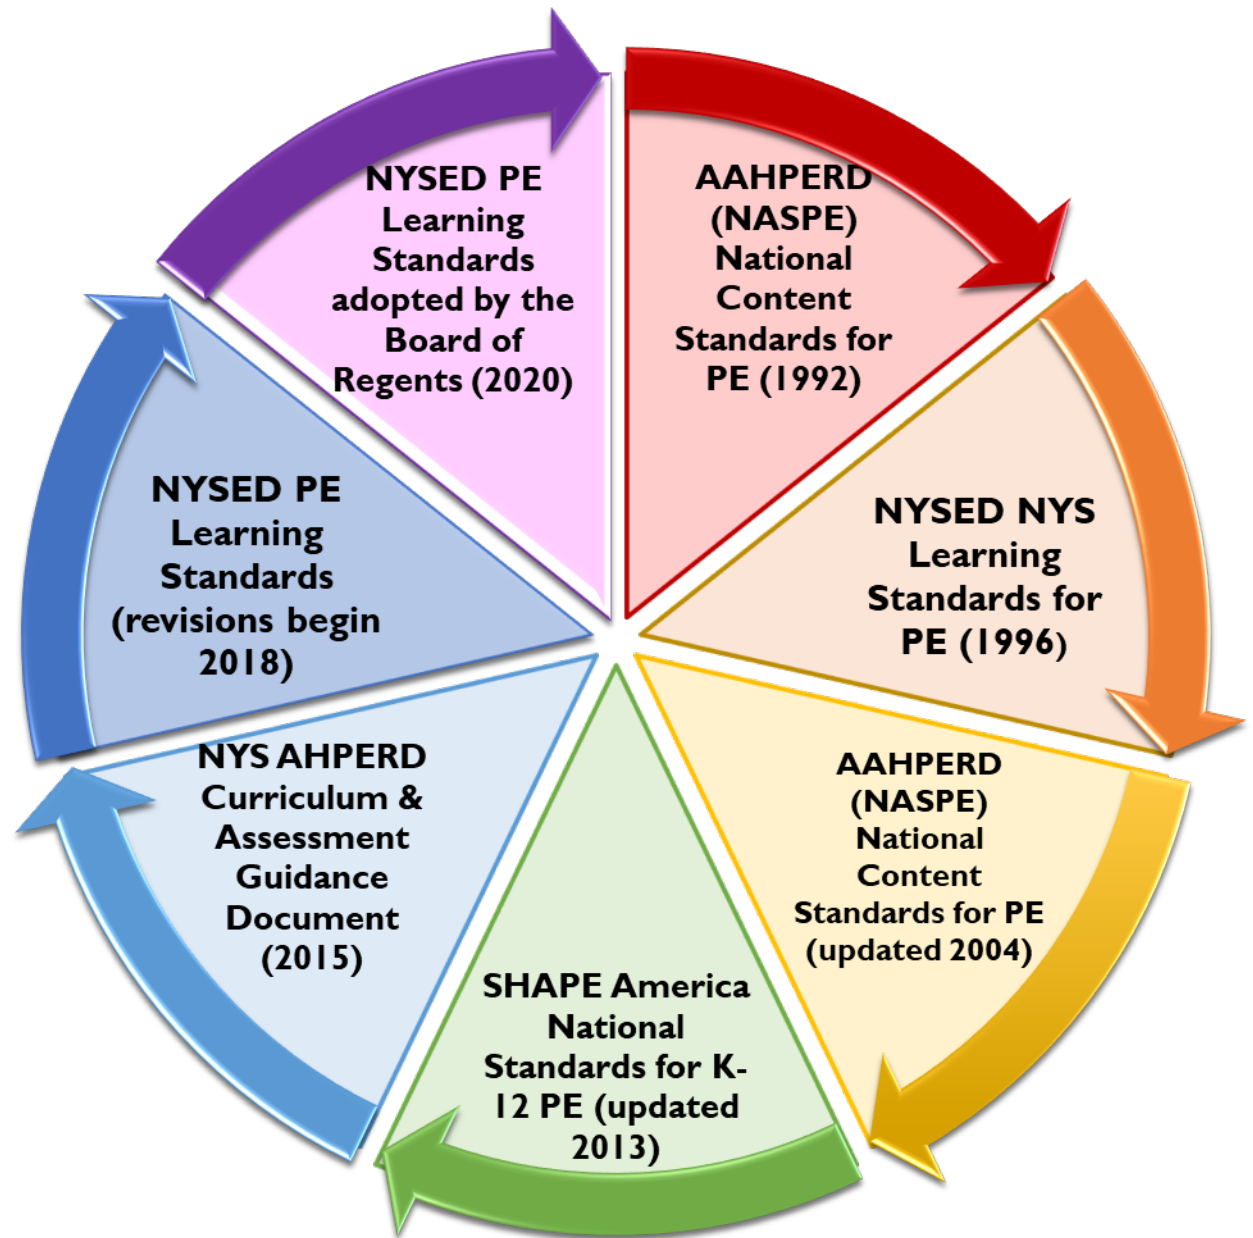 AAHPERD
(NASPE)
National
Content
Standards for
PE (1992)
NYSED NYS
Learning
Standards for
PE (1996)
AAHPERD
(NASPE)
National
Content
Standards for PE
(updated 2004)
SHAPE America
National
Standards for K-
12 PE (updated
2013)
NYS AHPERD
Curriculum &
Assessment
Guidance
Document
(2015)
NYSED PE
Learning
Standards
(revisions begin
2018)
NYSED PE
Learning
Standards
adopted by the
Board of
Regents (2020)